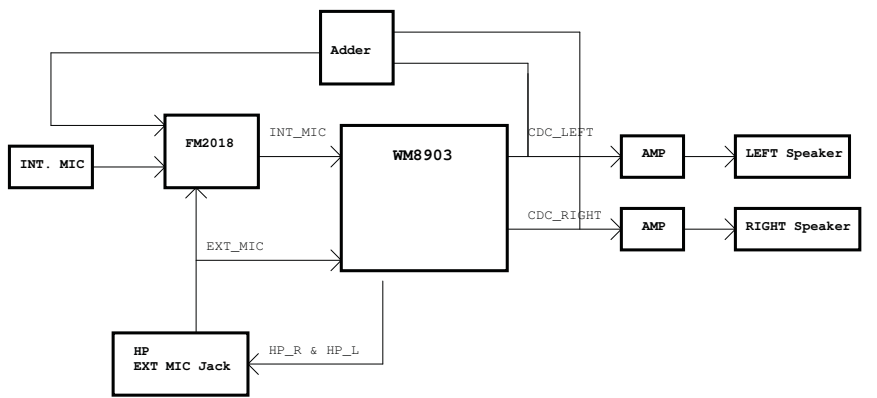 Adder
FM2018
INT_MIC
CDC_LEFT
INT. MIC
WM8903
AMP
LEFT Speaker
CDC_RIGHT
AMP
RIGHT Speaker
EXT_MIC
HP
EXT MIC Jack
HP_R & HP_L